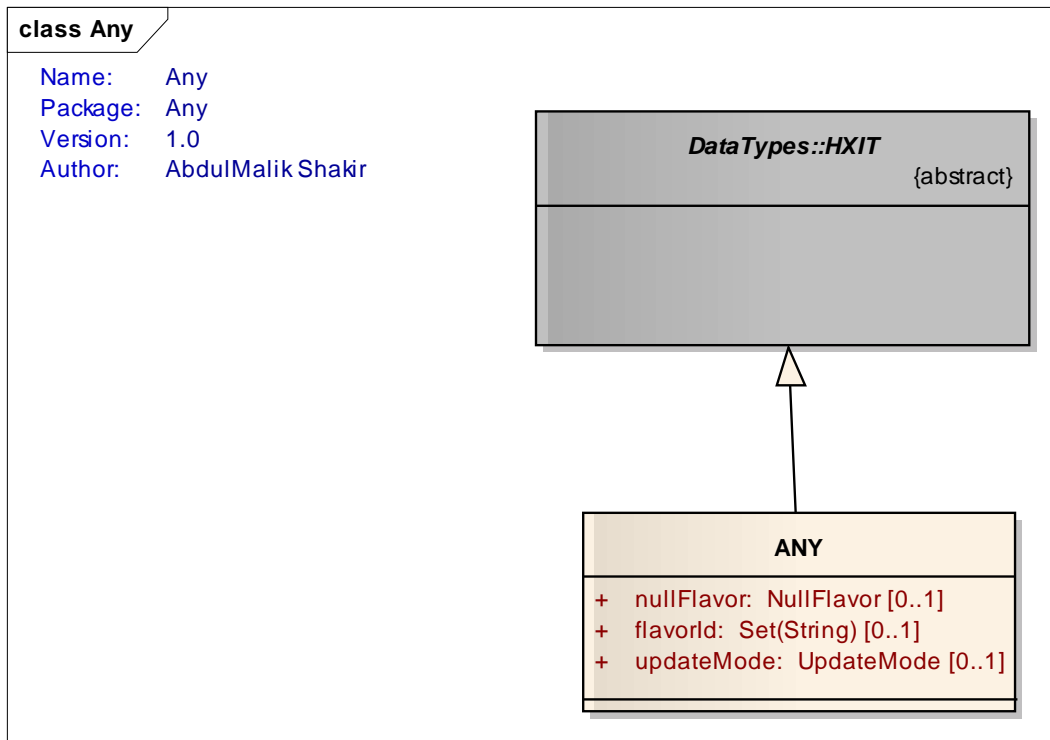 class Any
Name: Any
Package: Any
Version: 1.0
Author: AbdulMalik Shakir
DataTypes::HXIT
{abstract}
ANY
+ nullFlavor: NullFlavor [0..1]
+ flavorId: Set(String) [0..1]
+ updateMode: UpdateMode [0..1]